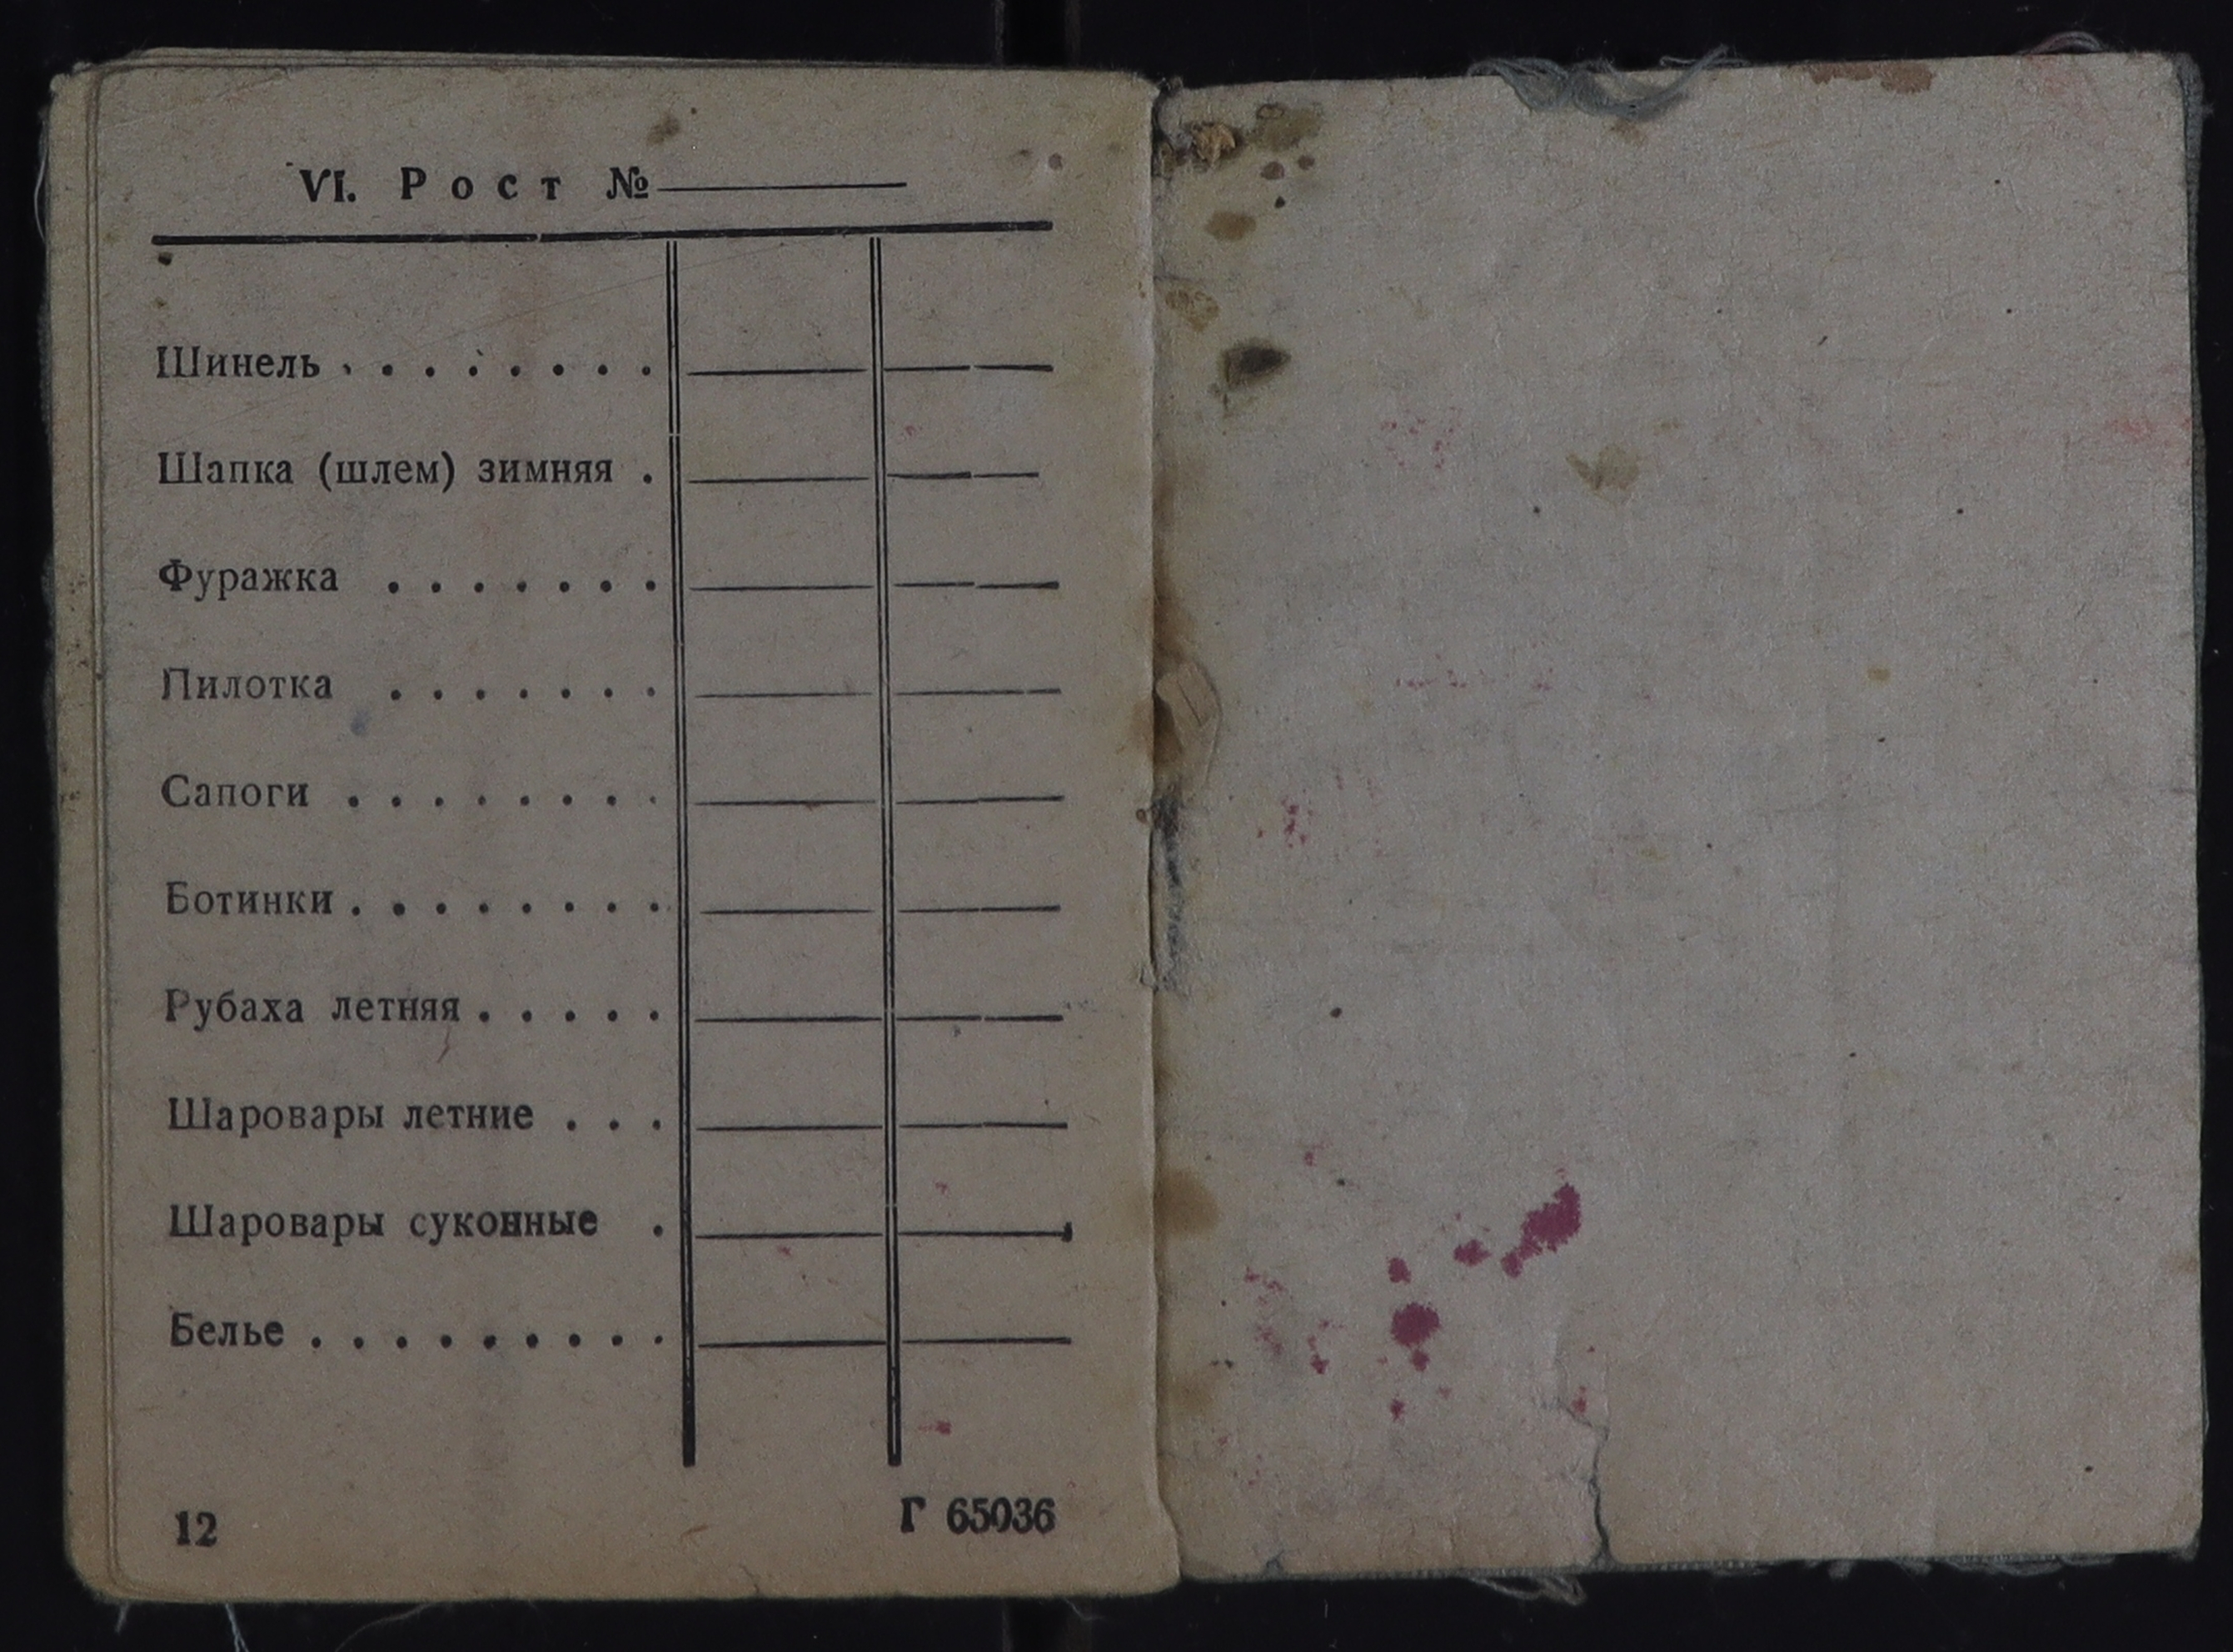 VI. Рост №
Шинель . . . . . . . .
Шапка (шлем) зимняя .
Фуражка . . . . . . .
Пилотка . . . . . . .
Сапоги . . . . . . . .
Ботинки . . . . . . . .
Рубаха летняя . . . . .
Шаровары летние . . .
Шаровары суконные .
Белье . . . . . . . . .
12 Г 65036